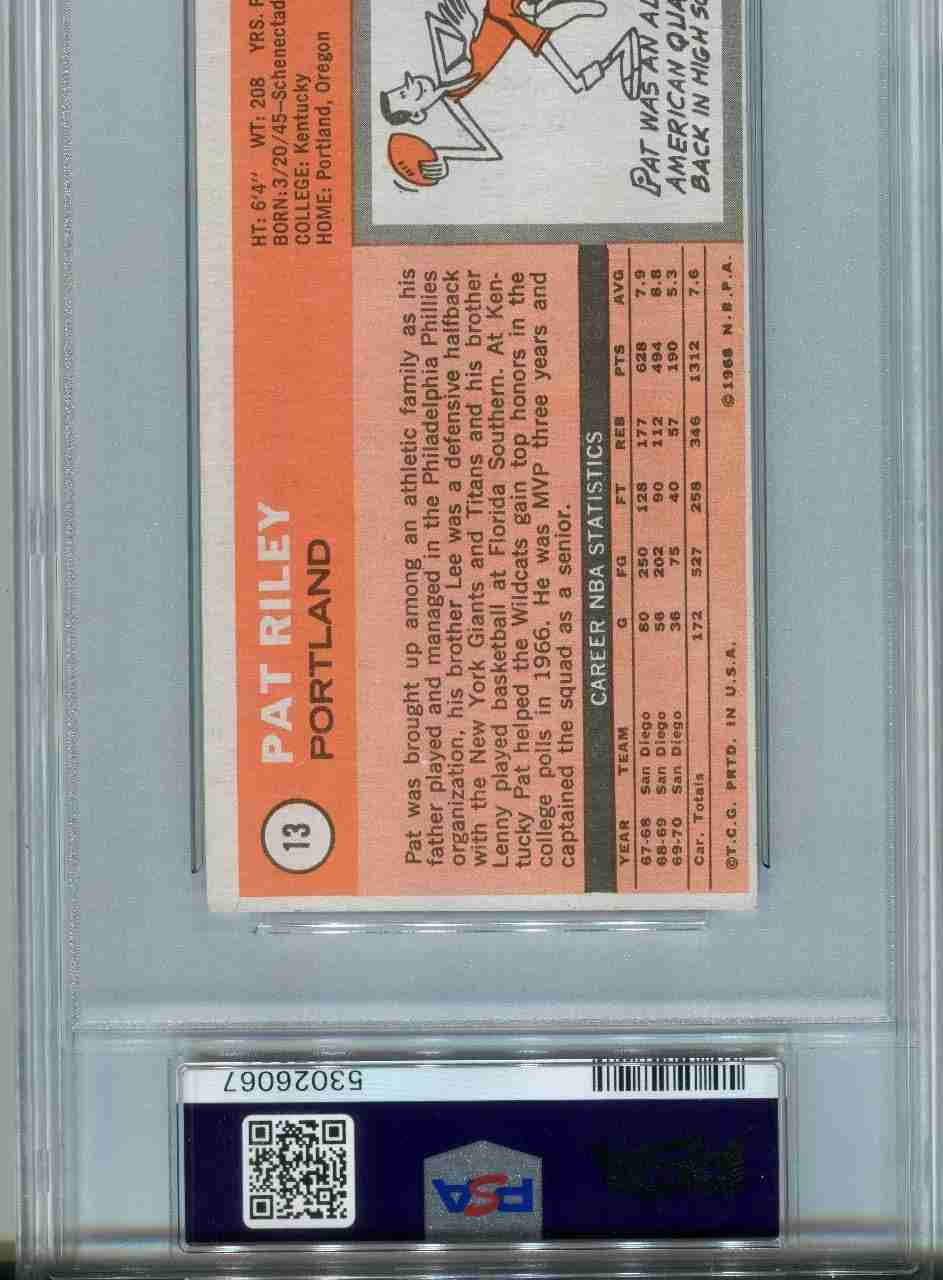 13
PAT RILEY
PORTLAND
HT: 6'4" WT: 208 YRS.
BORN: 3/20/45—Schenectad
COLLEGE: Kentucky
HOME: Portland, Oregon
Pat was brought up among an athletic family as his
father played and managed in the Philadelphia Phillies
organization, his brother Lee was a defensive halfback
with the New York Giants and Titans and his brother
Lenny played basketball at Florida Southern. At Ken-
tucky Pat helped the Wildcats gain top honors in the
college polls in 1966. He was MVP three years and
captained the squad as a senior.
PAT WAS AN AL
AMERICAN QUA
BACK IN HIGH SC
CAREER NBA STATISTICS
YEAR TEAM G FG FT REB PTS AVG
67-68 San Diego 80 250 128 177 628 7.9
68-69 San Diego 56 202 90 112 494 8.8
69-70 San Diego 36 75 40 57 190 5.3
Car. Totals 172 527 258 346 1312 7.6
©T.C.G. PRTD. IN U.S.A. ©1968 N.B.P.A.
53026067
PSA